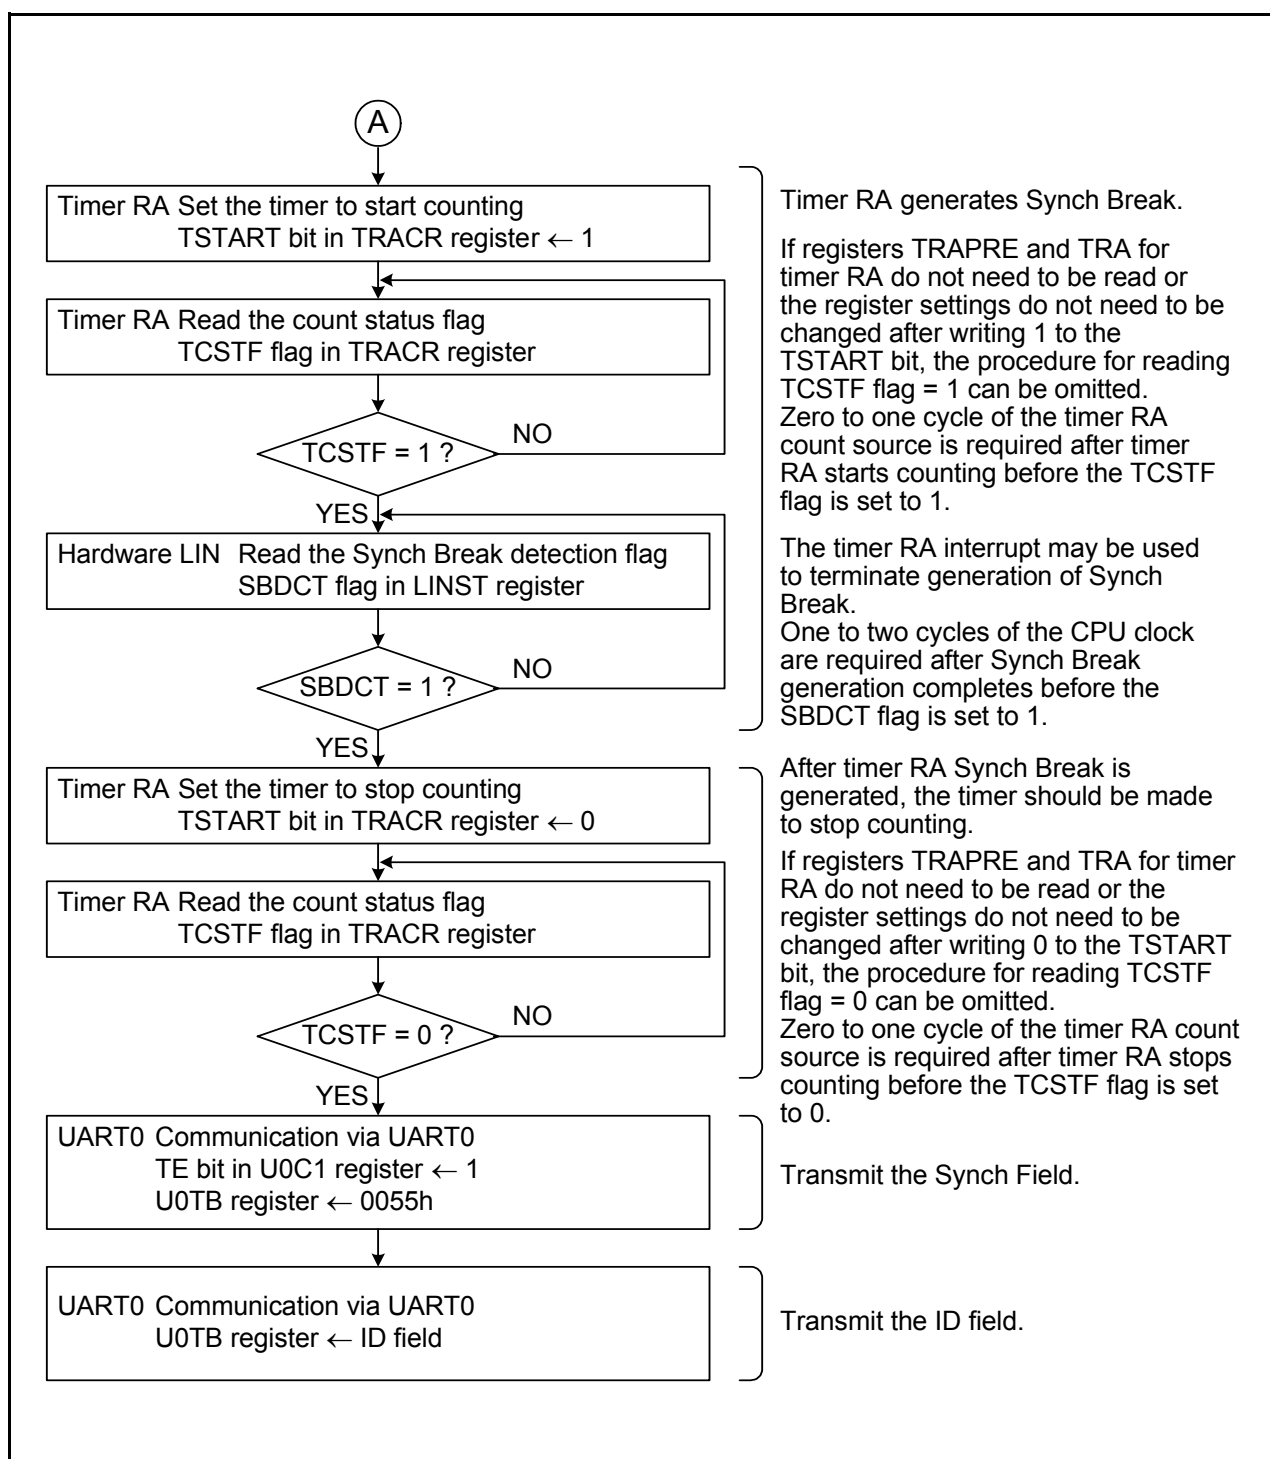 A
Timer RA Set the timer to start counting
TSTART bit in TRACR register ← 1
Timer RA Read the count status flag
TCSTF flag in TRACR register
TCSTF = 1 ?
NO
YES
Hardware LIN Read the Synch Break detection flag
SBDCT flag in LINST register
SBDCT = 1 ?
NO
YES
Timer RA Set the timer to stop counting
TSTART bit in TRACR register ← 0
Timer RA Read the count status flag
TCSTF flag in TRACR register
TCSTF = 0 ?
NO
YES
UART0 Communication via UART0
TE bit in U0C1 register ← 1
U0TB register ← 0055h
UART0 Communication via UART0
U0TB register ← ID field
Timer RA generates Synch Break.
If registers TRAPRE and TRA for
timer RA do not need to be read or
the register settings do not need to be
changed after writing 1 to the
TSTART bit, the procedure for reading
TCSTF flag = 1 can be omitted.
Zero to one cycle of the timer RA
count source is required after timer
RA starts counting before the TCSTF
flag is set to 1.
The timer RA interrupt may be used
to terminate generation of Synch
Break.
One to two cycles of the CPU clock
are required after Synch Break
generation completes before the
SBDCT flag is set to 1.
After timer RA Synch Break is
generated, the timer should be made
to stop counting.
If registers TRAPRE and TRA for timer
RA do not need to be read or the
register settings do not need to be
changed after writing 0 to the TSTART
bit, the procedure for reading TCSTF
flag = 0 can be omitted.
Zero to one cycle of the timer RA count
source is required after timer RA stops
counting before the TCSTF flag is set
to 0.
Transmit the Synch Field.
Transmit the ID field.